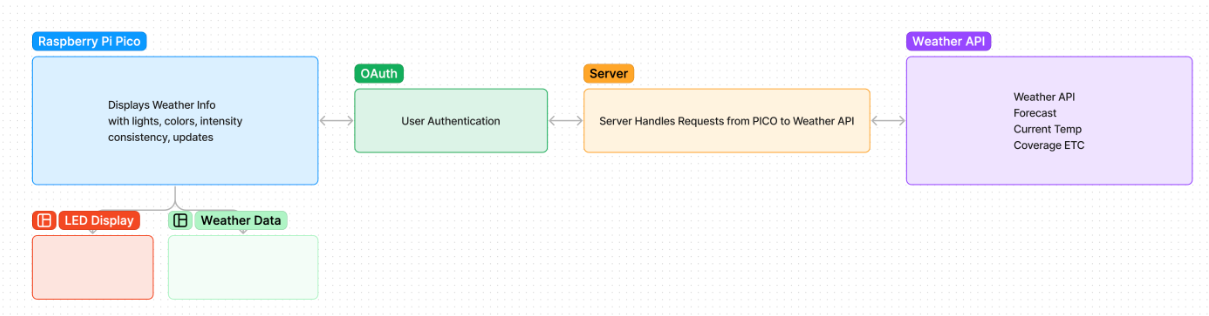 Raspberry Pi Pico
Displays Weather Info
with lights, colors, intensity
consistency, updates
OAuth
User Authentication
Server
Server Handles Requests from PICO to Weather API
Weather API
Weather API
Forecast
Current Temp
Coverage ETC
LED Display
Weather Data